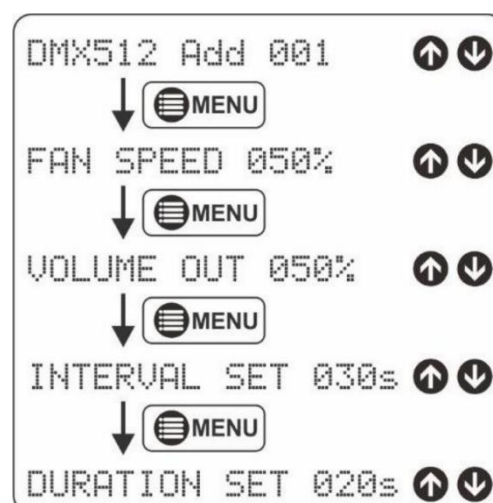 DMX512 Add 001
MENU
FAN SPEED 050%
MENU
VOLUME OUT 050%
MENU
INTERVAL SET 030s
MENU
DURATION SET 020s